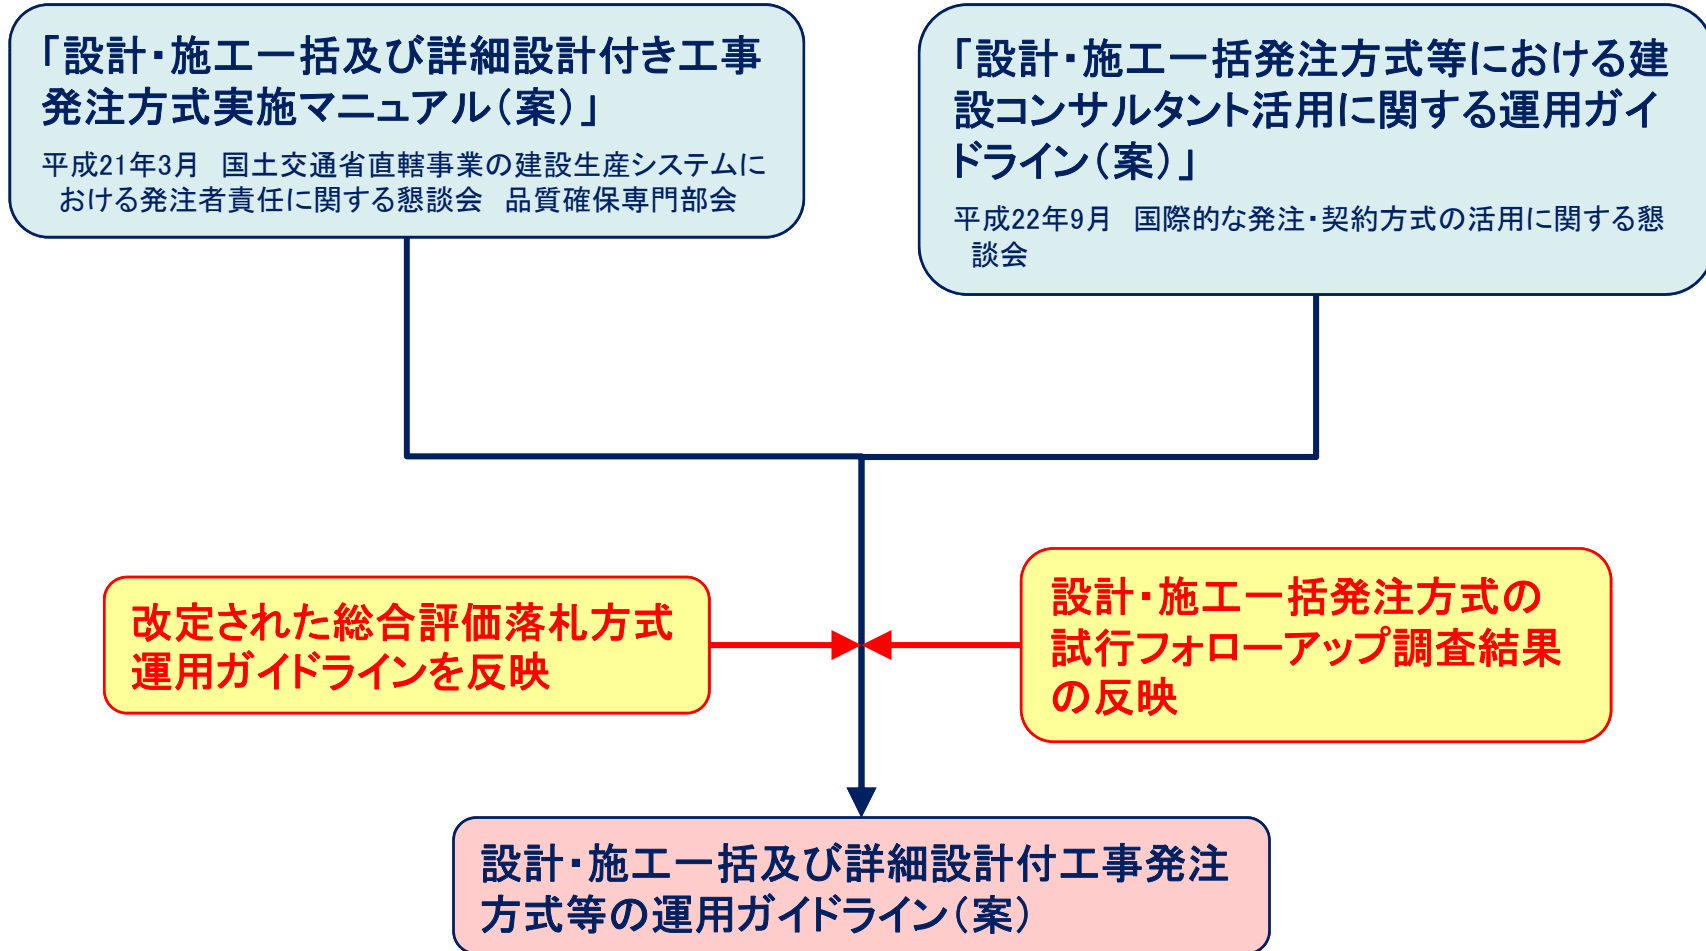 「設計・施工一括及び詳細設計付き工事
発注方式実施マニュアル(案)」
平成21年3月　国土交通省直轄事業の建設生産システムに
おける発注者責任に関する懇談会　品質確保専門部会
「設計・施工一括発注方式等における建
設コンサルタント活用に関する運用ガイ
ドライン(案)」
平成22年9月　国際的な発注・契約方式の活用に関する懇
談会
改定された総合評価落札方式
運用ガイドラインを反映
設計・施工一括発注方式の
試行フォローアップ調査結果
の反映
設計・施工一括及び詳細設計付工事発注
方式等の運用ガイドライン(案)